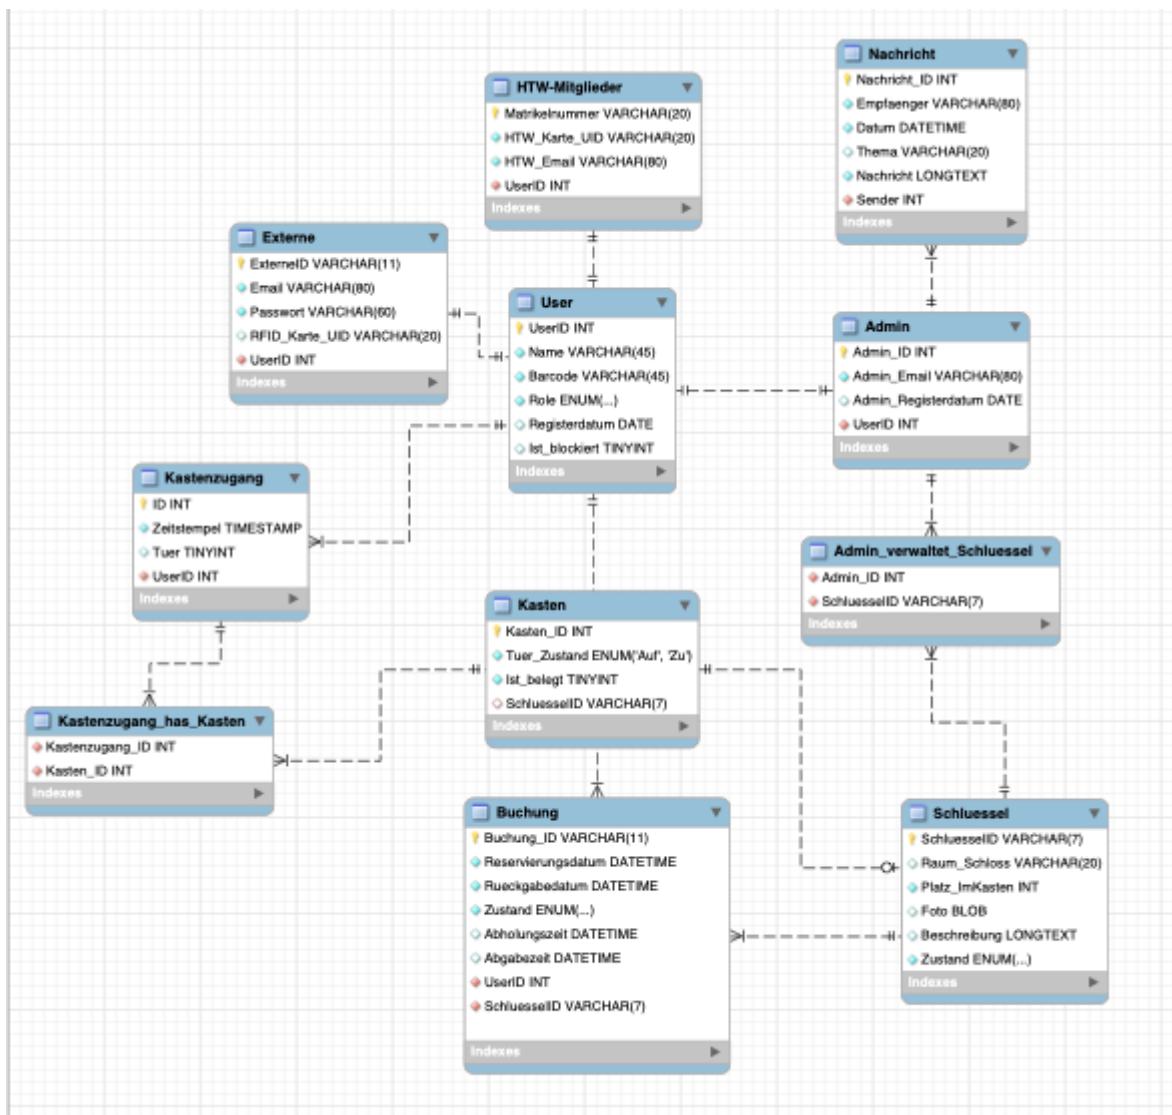 Nachricht
Nachricht_ID INT
Empfaenger VARCHAR(80)
Datum DATETIME
Thema VARCHAR(20)
Nachricht LONGTEXT
Sender INT
Indexes
HTW-Mitglieder
Matrikelnummer VARCHAR(20)
HTW_Karte_UID VARCHAR(20)
HTW_Email VARCHAR(80)
UserID INT
Indexes
Externe
ExterneID VARCHAR(11)
Email VARCHAR(80)
Passwort VARCHAR(60)
RFID_Karte_UID VARCHAR(20)
UserID INT
Indexes
User
UserID INT
Name VARCHAR(45)
Barcode VARCHAR(45)
Role ENUM(...)
Registerdatum DATE
Ist_blockiert TINYINT
Indexes
Admin
Admin_ID INT
Admin_Email VARCHAR(80)
Admin_Registerdatum DATE
UserID INT
Indexes
Kastenzugang
ID INT
Zeitstempel TIMESTAMP
Tuer TINYINT
UserID INT
Indexes
Admin_verwaltet_Schluessel
Admin_ID INT
SchluesselID VARCHAR(7)
Indexes
Kasten
Kasten_ID INT
Tuer_Zustand ENUM('Auf', 'Zu')
Ist_belegt TINYINT
SchluesselID VARCHAR(7)
Indexes
Kastenzugang_has_Kasten
Kastenzugang_ID INT
Kasten_ID INT
Indexes
Buchung
Buchung_ID VARCHAR(11)
Reservierungsdatum DATETIME
Rueckgabedatum DATETIME
Zustand ENUM(...)
Abholungszeit DATETIME
Abgabezeit DATETIME
UserID INT
SchluesselID VARCHAR(7)
Indexes
Schluessel
SchluesselID VARCHAR(7)
Raum_Schloss VARCHAR(20)
Platz_ImKasten INT
Foto BLOB
Beschreibung LONGTEXT
Zustand ENUM(...)
Indexes